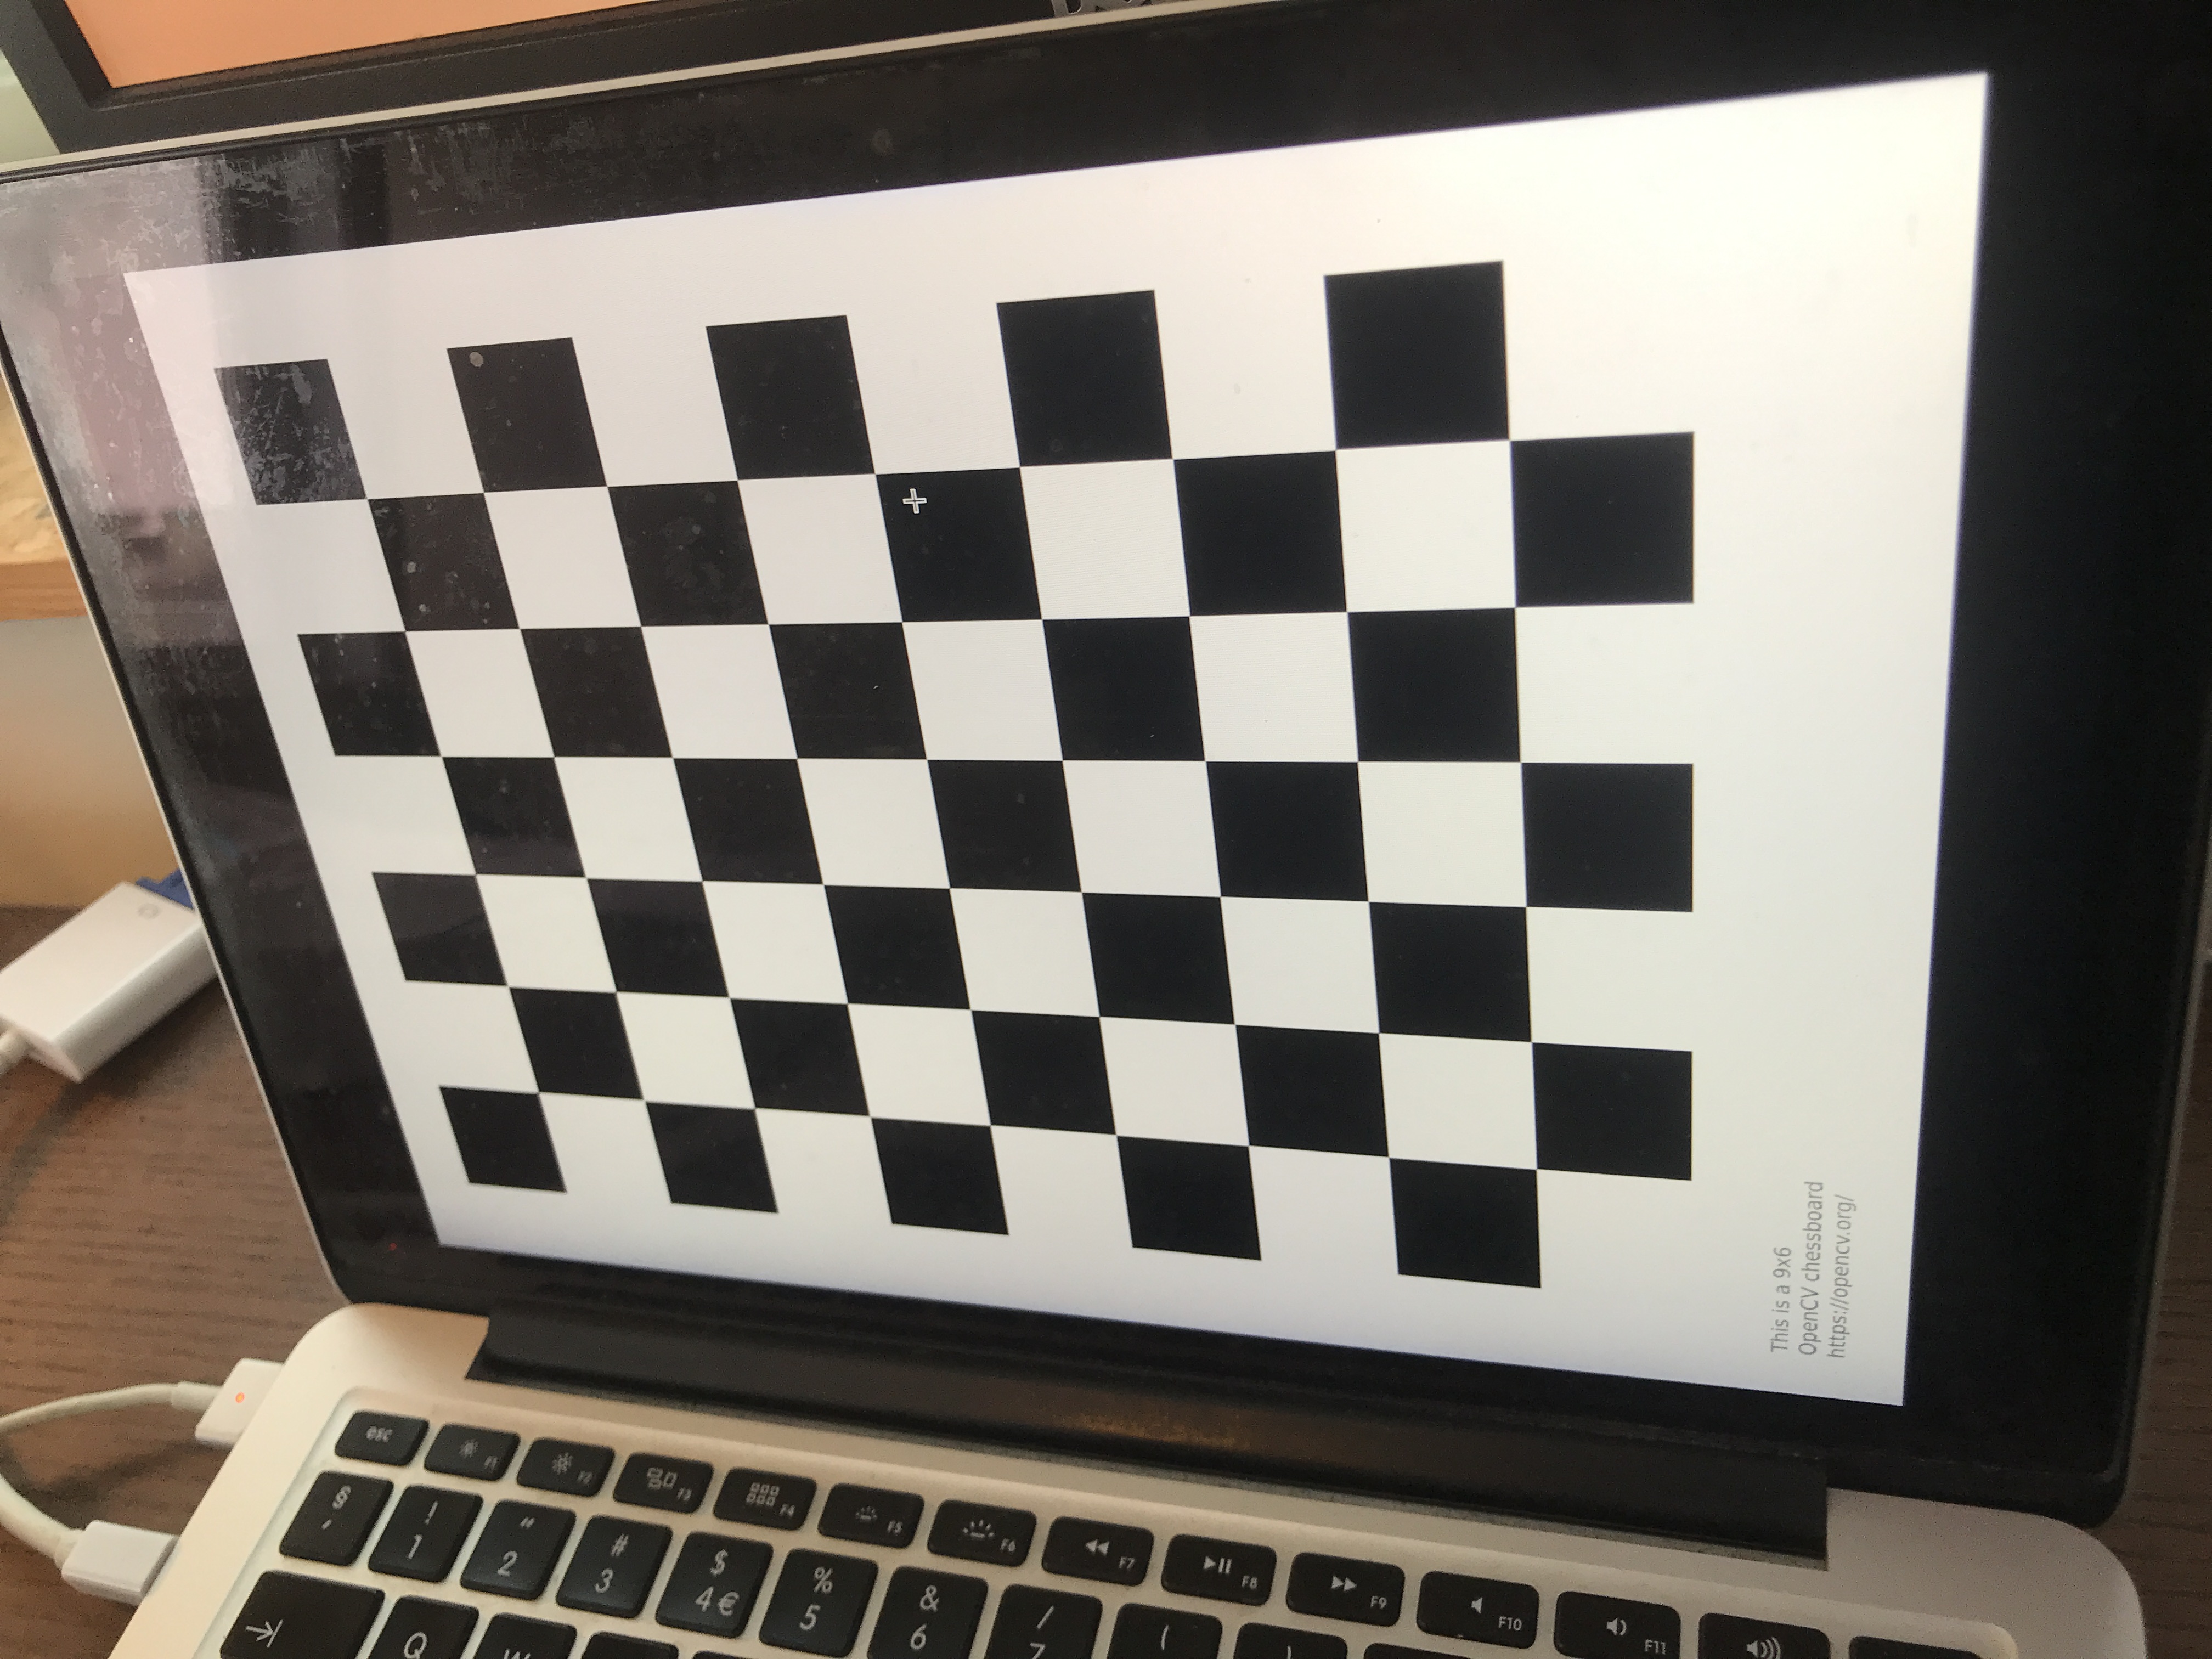 This is a 9x6
OpenCV chessboard
https://opencv.org/
esc
F1
F2
F3
F4
F5
F6
F7
F8
F9
F10
F11
§ '
! 1
" 2
# 3
$ 4 €
% 5
& 6
/ 7
(
)
Q
W